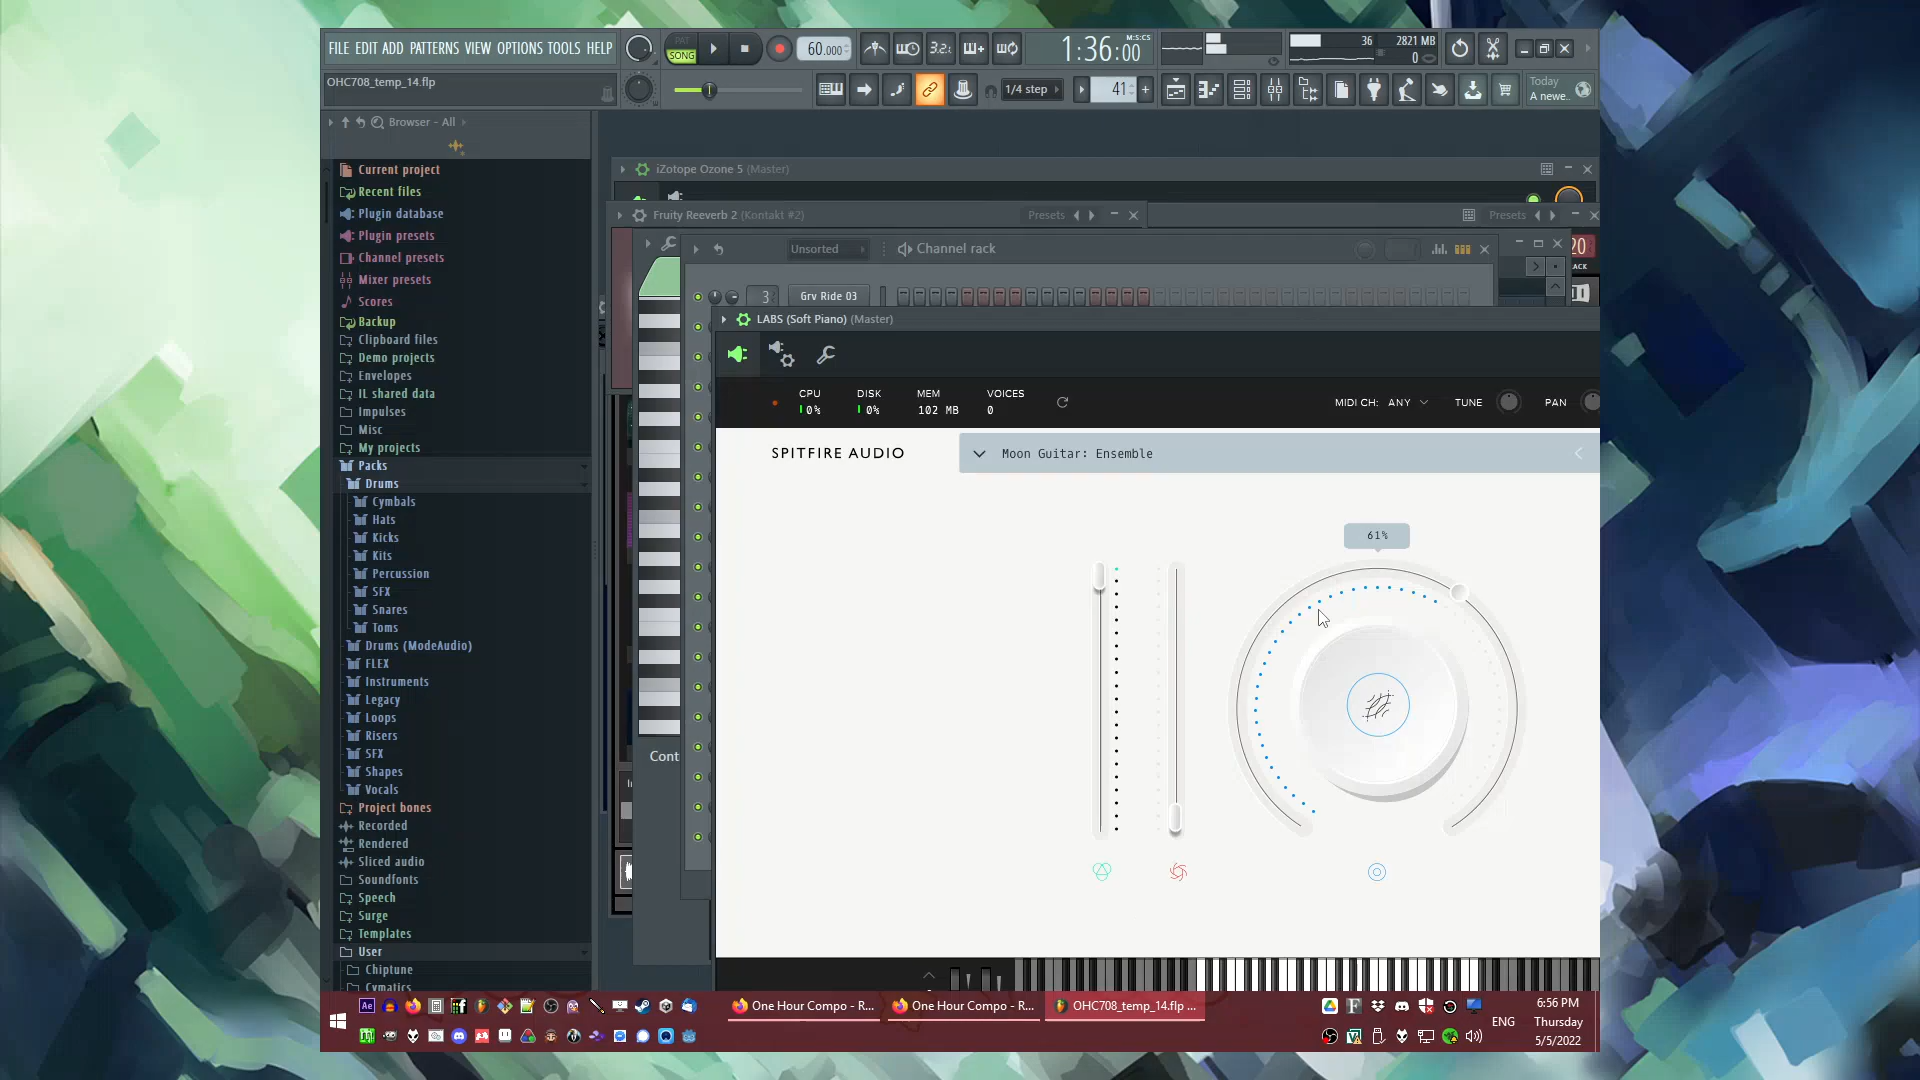 FILE EDIT ADD PATTERNS VIEW OPTIONS TOOLS HELP
PAT
SONG
60.000
3.2.
1:36:00
M:S:CS
36
2821 MB
0
OHC708_temp_14.flp
1/4 step
41
Today
A newe..
Browser - All
Current project
Recent files
Plugin database
Plugin presets
Channel presets
Mixer presets
Scores
Backup
Clipboard files
Demo projects
Envelopes
IL shared data
Impulses
Misc
My projects
Packs
Drums
Cymbals
Hats
Kicks
Kits
Percussion
SFX
Snares
Toms
Drums (ModeAudio)
FLEX
Instruments
Legacy
Loops
Risers
SFX
Shapes
Vocals
Project bones
Recorded
Rendered
Sliced audio
Soundfonts
Speech
Surge
Templates
User
Chiptune
Cymatics
iZotope Ozone 5 (Master)
Fruity Reeverb 2 (Kontakt #2)
Presets
Presets
Unsorted
Channel rack
20
ACK
3
Grv Ride 03
Cont
LABS (Soft Piano) (Master)
CPU
0%
DISK
0%
MEM
102 MB
VOICES
0
MIDI CH: ANY
TUNE
PAN
SPITFIRE AUDIO
Moon Guitar: Ensemble
61%
One Hour Compo - R...
One Hour Compo - R...
OHC708_temp_14.flp ...
ENG
6:56 PM
Thursday
5/5/2022